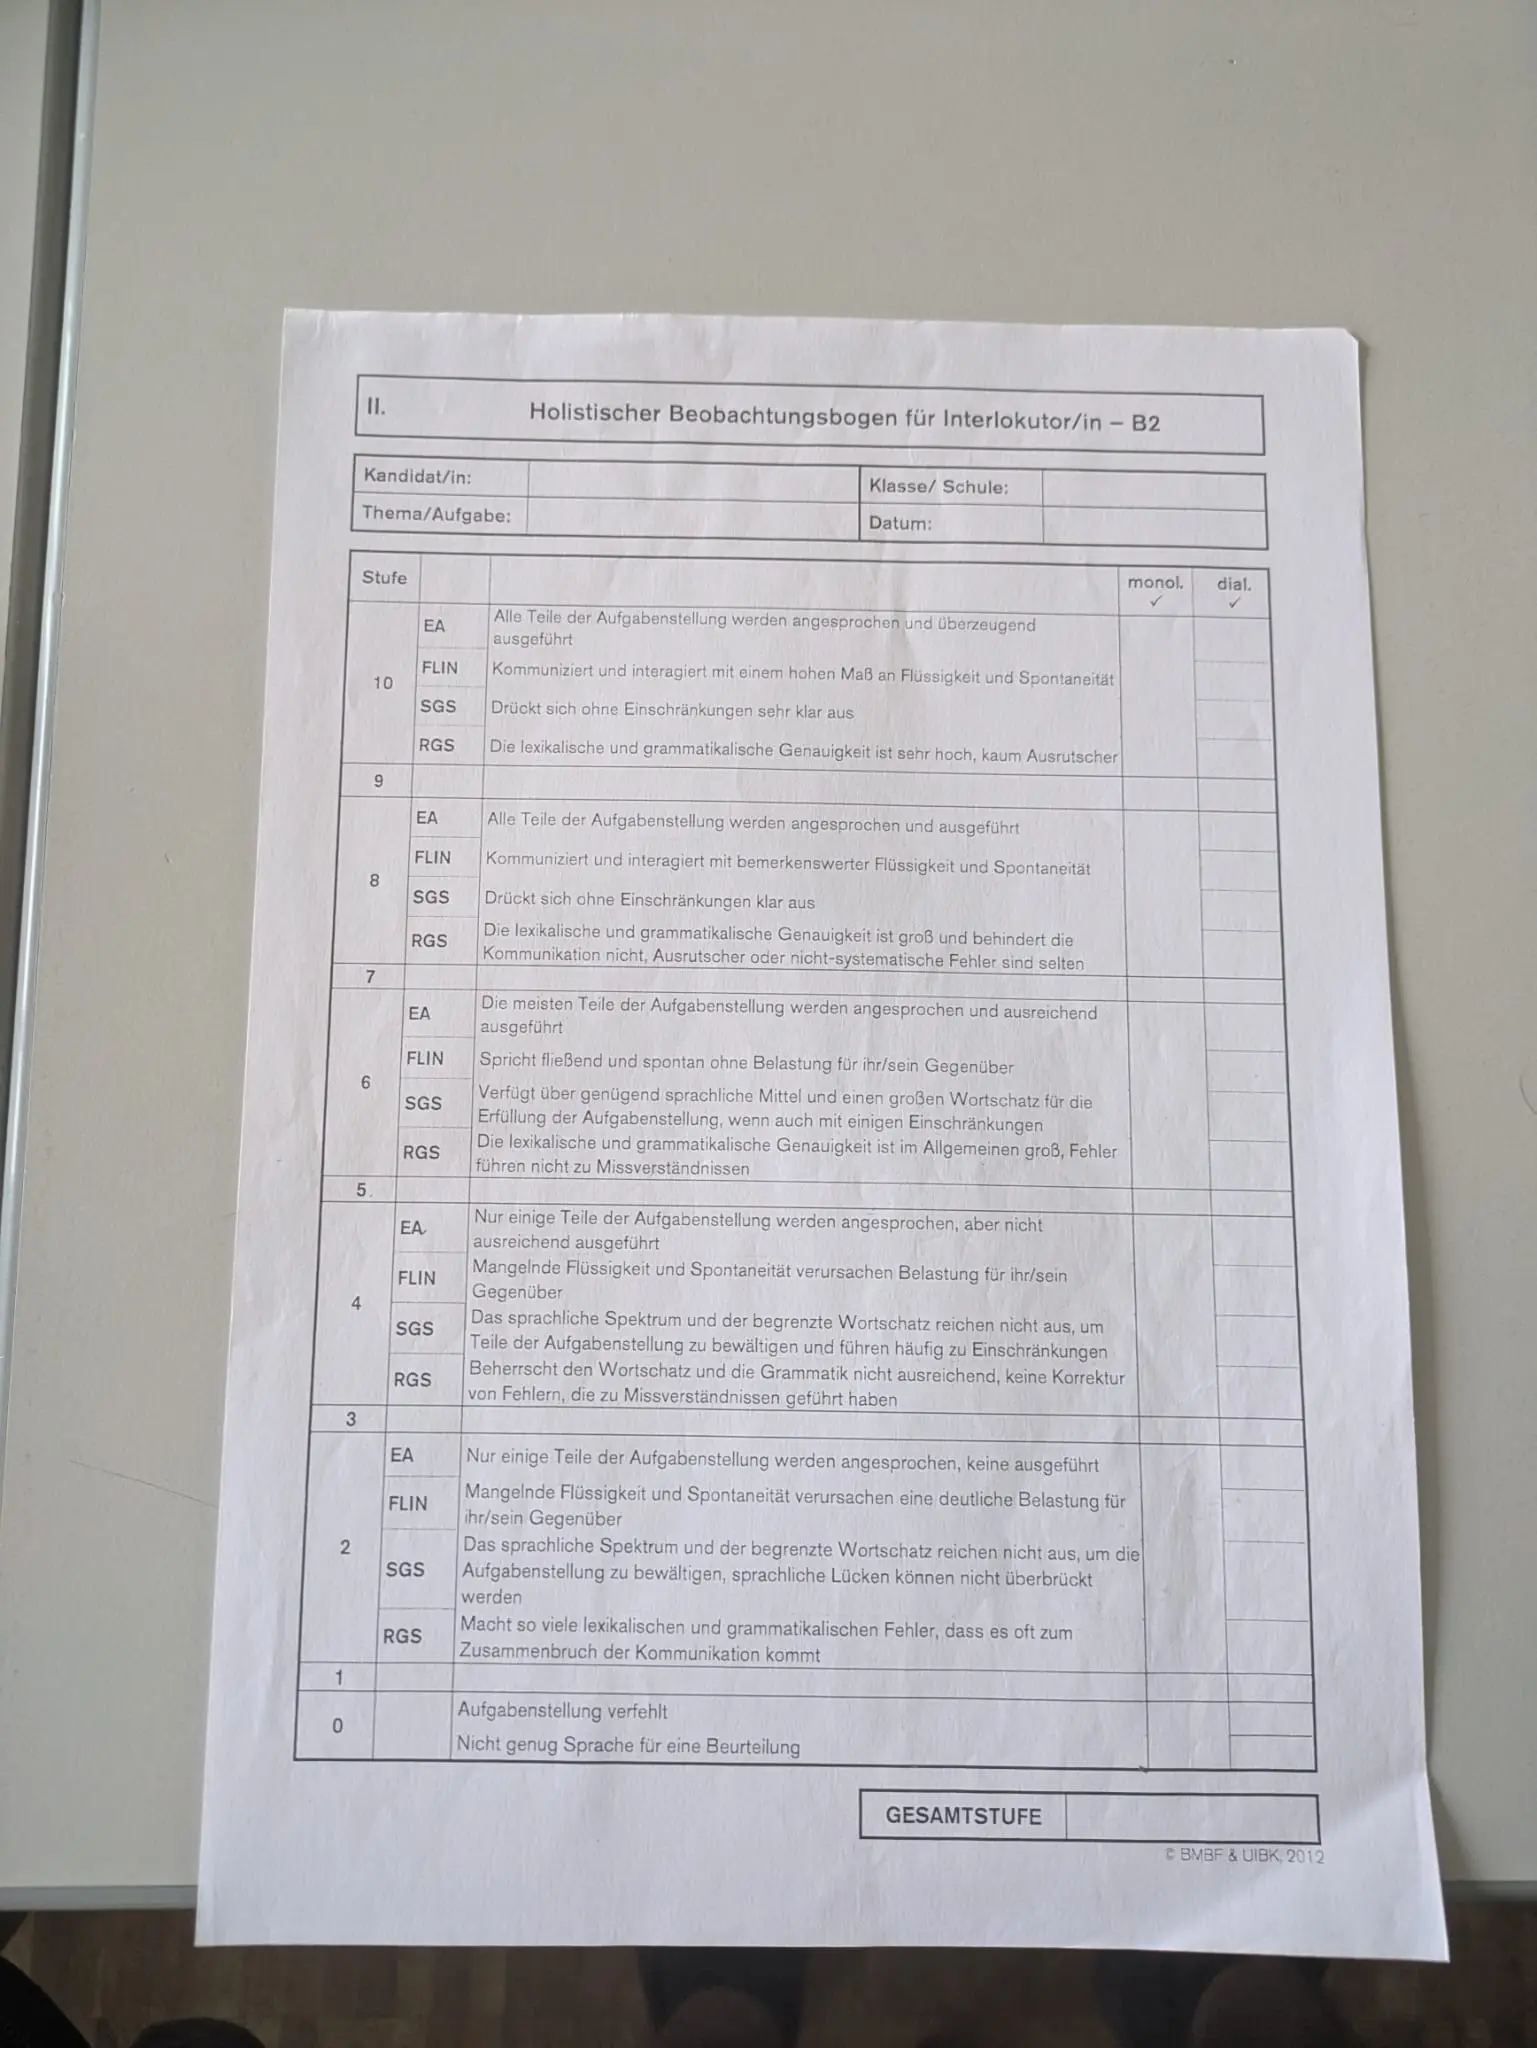 II. Holistischer Beobachtungsbogen für Interlokutor/in – B2
Kandidat/in: Klasse/ Schule:
Thema/Aufgabe: Datum:
Stufe monol. dial.
✓ ✓
10
EA Alle Teile der Aufgabenstellung werden angesprochen und überzeugend
ausgeführt
FLIN Kommuniziert und interagiert mit einem hohen Maß an Flüssigkeit und Spontaneität
SGS Drückt sich ohne Einschränkungen sehr klar aus
RGS Die lexikalische und grammatikalische Genauigkeit ist sehr hoch, kaum Ausrutscher
9
8
EA Alle Teile der Aufgabenstellung werden angesprochen und ausgeführt
FLIN Kommuniziert und interagiert mit bemerkenswerter Flüssigkeit und Spontaneität
SGS Drückt sich ohne Einschränkungen klar aus
RGS Die lexikalische und grammatikalische Genauigkeit ist groß und behindert die
Kommunikation nicht, Ausrutscher oder nicht-systematische Fehler sind selten
7
6
EA Die meisten Teile der Aufgabenstellung werden angesprochen und ausreichend
ausgeführt
FLIN Spricht fließend und spontan ohne Belastung für ihr/sein Gegenüber
SGS Verfügt über genügend sprachliche Mittel und einen großen Wortschatz für die
Erfüllung der Aufgabenstellung, wenn auch mit einigen Einschränkungen
RGS Die lexikalische und grammatikalische Genauigkeit ist im Allgemeinen groß, Fehler
führen nicht zu Missverständnissen
5
4
EA Nur einige Teile der Aufgabenstellung werden angesprochen, aber nicht
ausreichend ausgeführt
FLIN Mangelnde Flüssigkeit und Spontaneität verursachen Belastung für ihr/sein
Gegenüber
SGS Das sprachliche Spektrum und der begrenzte Wortschatz reichen nicht aus, um
Teile der Aufgabenstellung zu bewältigen und führen häufig zu Einschränkungen
RGS Beherrscht den Wortschatz und die Grammatik nicht ausreichend, keine Korrektur
von Fehlern, die zu Missverständnissen geführt haben
3
2
EA Nur einige Teile der Aufgabenstellung werden angesprochen, keine ausgeführt
FLIN Mangelnde Flüssigkeit und Spontaneität verursachen eine deutliche Belastung für
ihr/sein Gegenüber
SGS Das sprachliche Spektrum und der begrenzte Wortschatz reichen nicht aus, um die
Aufgabenstellung zu bewältigen, sprachliche Lücken können nicht überbrückt
werden
RGS Macht so viele lexikalischen und grammatikalischen Fehler, dass es oft zum
Zusammenbruch der Kommunikation kommt
1
0
Aufgabenstellung verfehlt
Nicht genug Sprache für eine Beurteilung
GESAMTSTUFE
© BMBF & UIBK, 2012